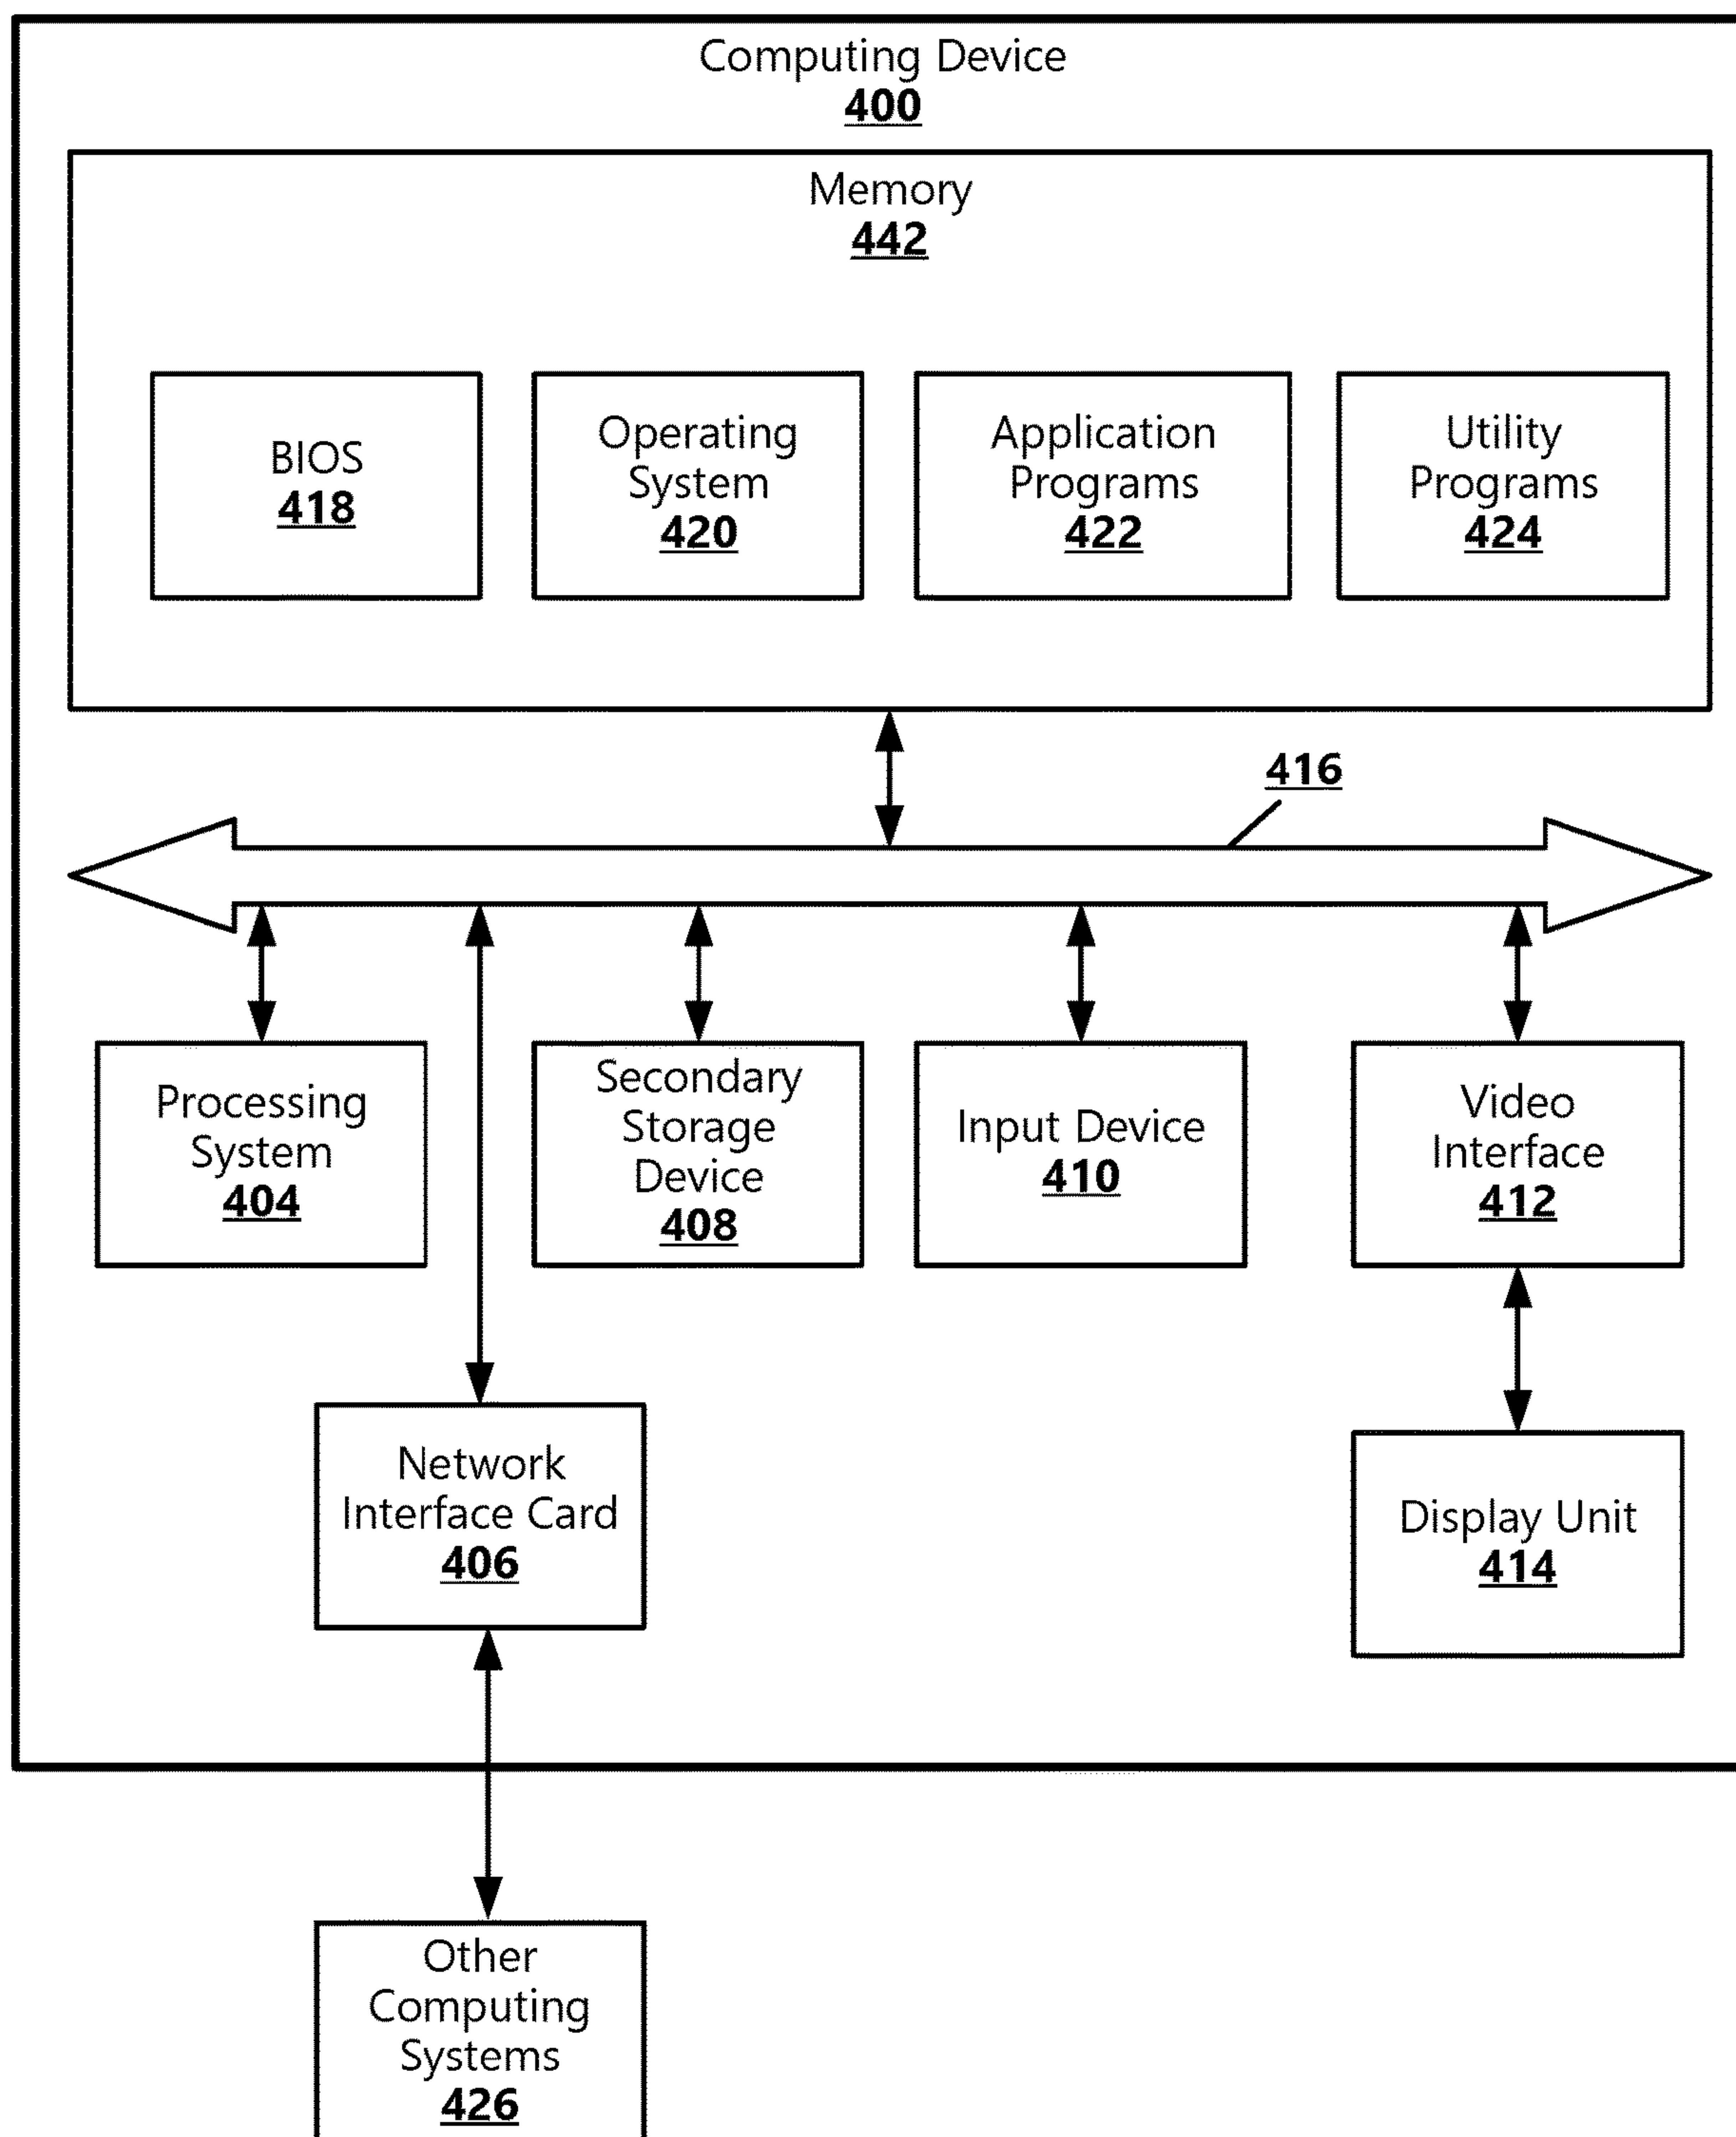 Computing Device
400
Memory
442
BIOS
418
Operating
System
420
Application
Programs
422
Utility
Programs
424
416
Processing
System
404
Secondary
Storage
Device
408
Input Device
410
Video
Interface
412
Network
Interface Card
406
Display Unit
414
Other
Computing
Systems
426